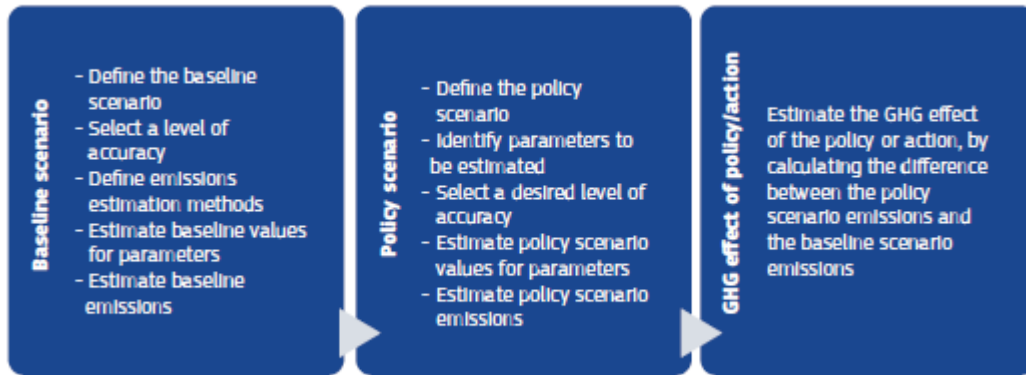 Baseline scenario
- Define the baseline
scenario
- Select a level of
accuracy
- Define emissions
estimation methods
- Estimate baseline values
for parameters
- Estimate baseline
emissions
Policy scenario
- Define the policy
scenario
- Identify parameters to
be estimated
- Select a desired level of
accuracy
- Estimate policy scenario
values for parameters
- Estimate policy scenario
emissions
GHG effect of policy/action
Estimate the GHG effect
of the policy or action, by
calculating the difference
between the policy
scenario emissions and
the baseline scenario
emissions